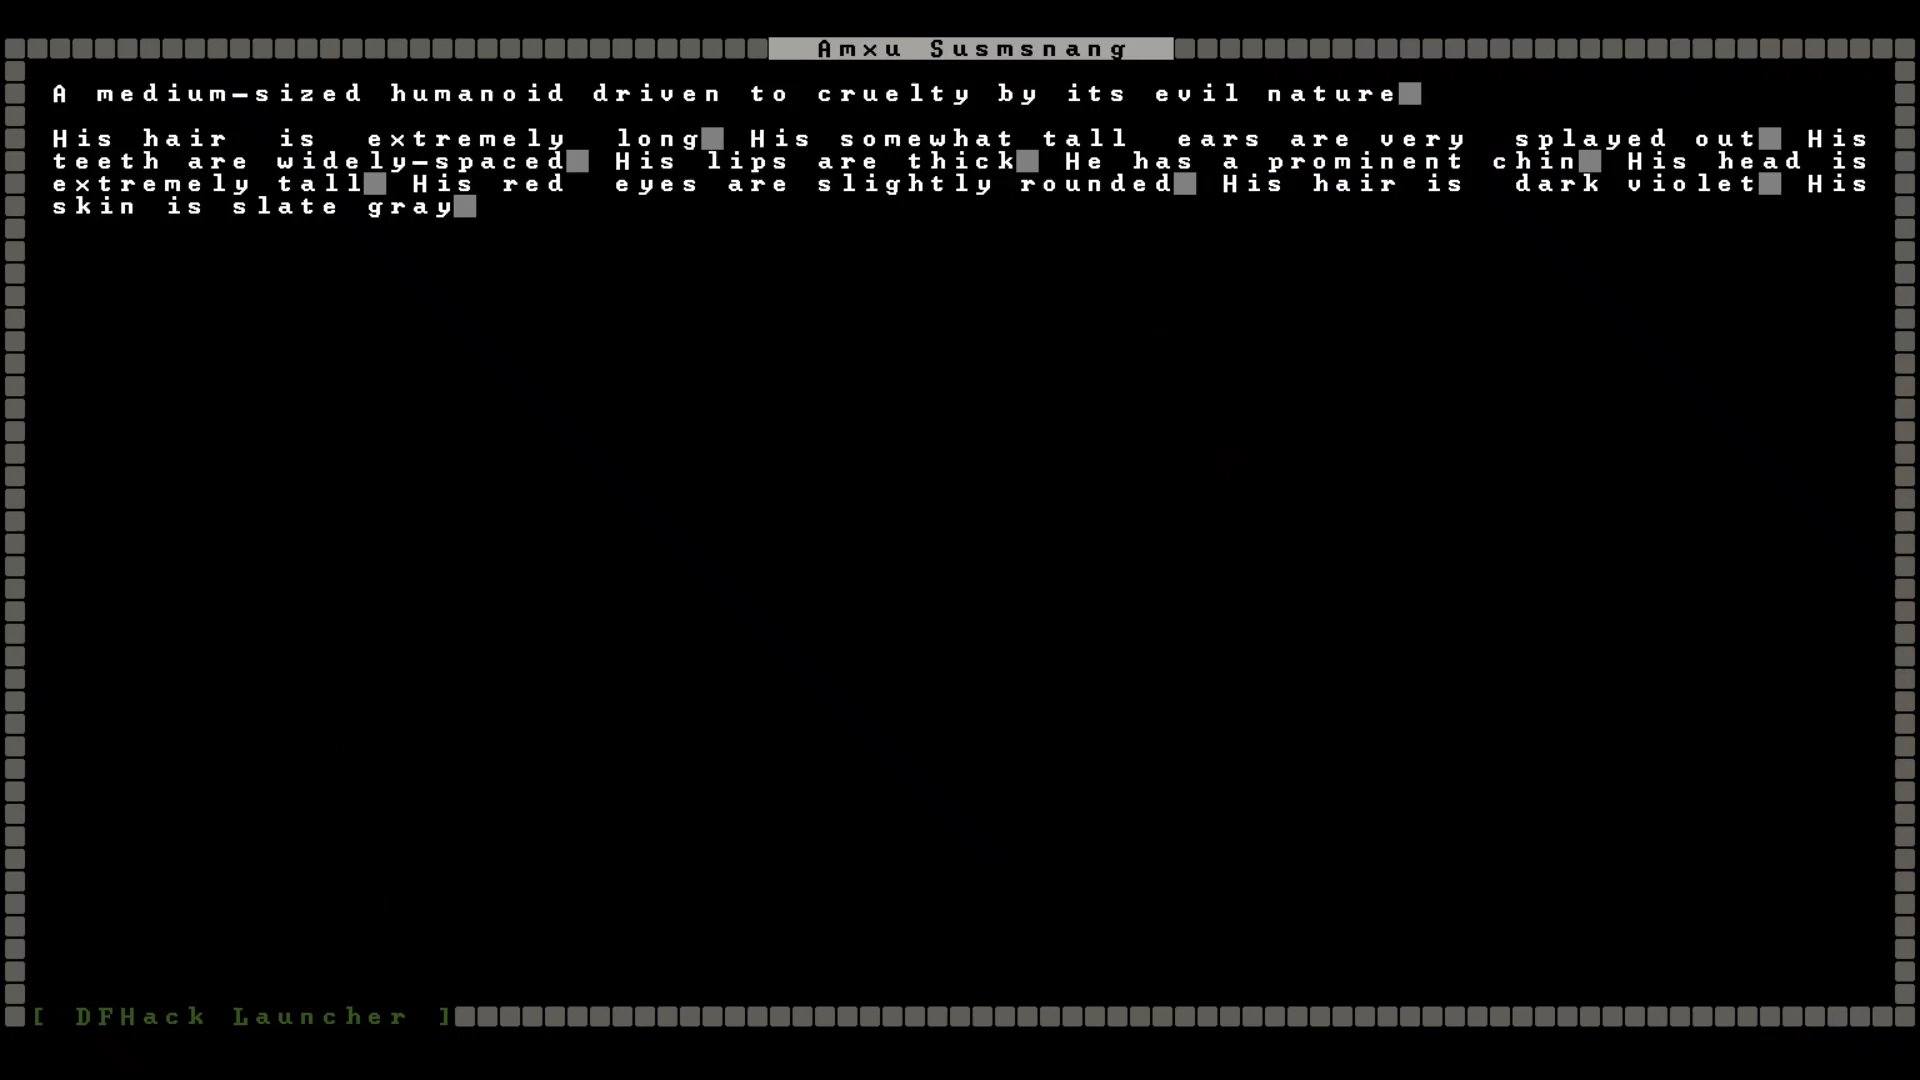 Amxu Susmsnang
A medium-sized humanoid driven to cruelty by its evil nature
His hair is extremely long His somewhat tall ears are very splayed out His
teeth are widely-spaced His lips are thick He has a prominent chin His head is
extremely tall His red eyes are slightly rounded His hair is dark violet His
skin is slate gray
[ DFHack Launcher ]